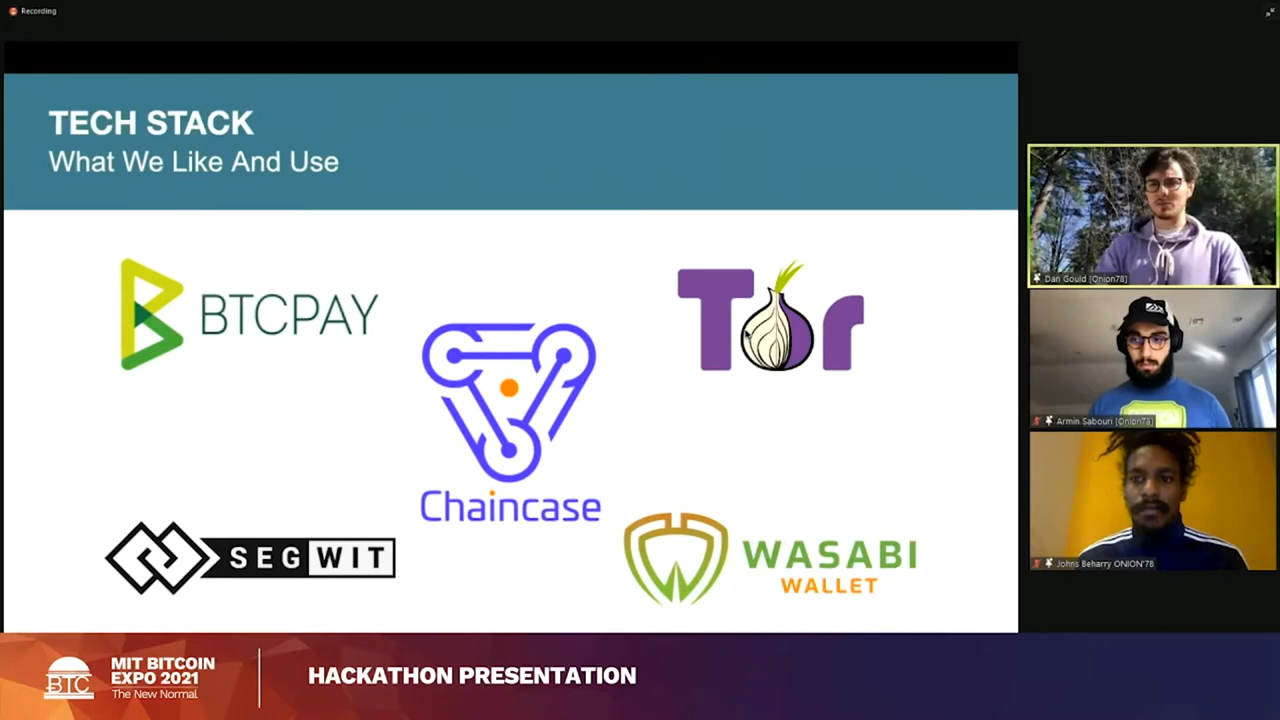 Recording
TECH STACK
What We Like And Use
BTCPAY
Tor
Chaincase
SEGWIT
WASABI
WALLET
Dan Gould [Onion78]
Armin Sabouri [Onion78]
Johns Beharry ONION'78
BTC
MIT BITCOIN
EXPO 2021
The New Normal
HACKATHON PRESENTATION